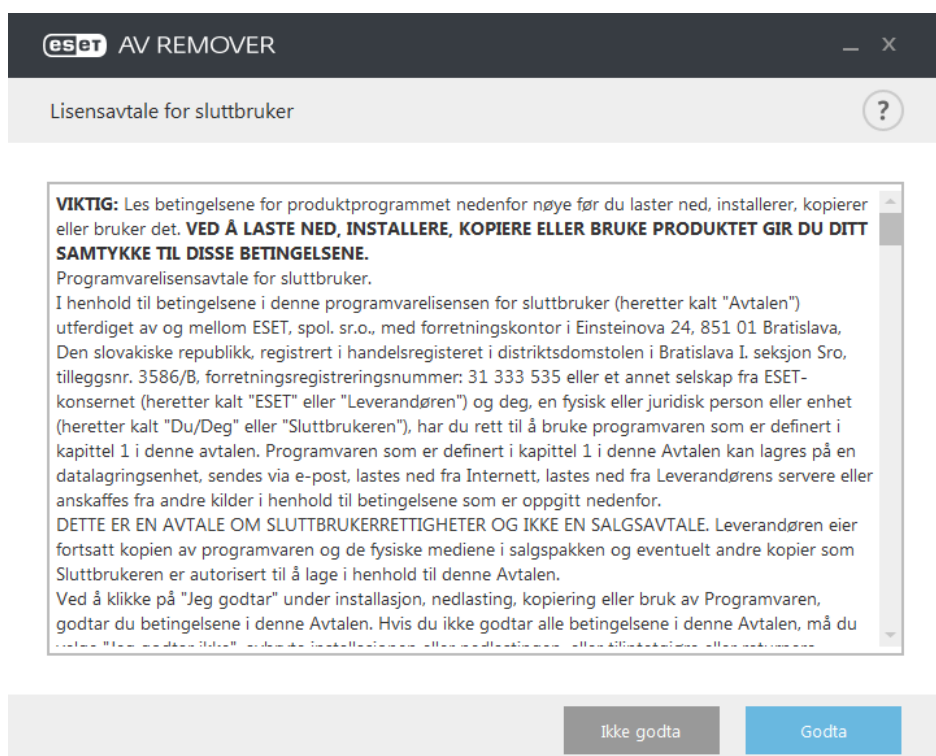 eset AV REMOVER
Lisensavtale for sluttbruker
?
VIKTIG: Les betingelsene for produktprogrammet nedenfor nøye før du laster ned, installerer, kopierer
eller bruker det. VED Å LASTE NED, INSTALLERE, KOPIERE ELLER BRUKE PRODUKTET GIR DU DITT
SAMTYKKE TIL DISSE BETINGELSENE.
Programvarelisensavtale for sluttbruker.
I henhold til betingelsene i denne programvarelisensen for sluttbruker (heretter kalt "Avtalen")
utferdiget av og mellom ESET, spol. sr.o., med forretningskontor i Einsteinova 24, 851 01 Bratislava,
Den slovakiske republikk, registrert i handelsregisteret i distriktsdomstolen i Bratislava I. seksjon Sro,
tilleggsnr. 3586/B, forretningsregistreringsnummer: 31 333 535 eller et annet selskap fra ESET-
konsernet (heretter kalt "ESET" eller "Leverandøren") og deg, en fysisk eller juridisk person eller enhet
(heretter kalt "Du/Deg" eller "Sluttbrukeren"), har du rett til å bruke programvaren som er definert i
kapittel 1 i denne avtalen. Programvaren som er definert i kapittel 1 i denne Avtalen kan lagres på en
datalagringsenhet, sendes via e-post, lastes ned fra Internett, lastes ned fra Leverandørens servere eller
anskaffes fra andre kilder i henhold til betingelsene som er oppgitt nedenfor.
DETTE ER EN AVTALE OM SLUTTBRUKERRETTIGHETER OG IKKE EN SALGSAVTALE. Leverandøren eier
fortsatt kopien av programvaren og de fysiske mediene i salgspakken og eventuelt andre kopier som
Sluttbrukeren er autorisert til å lage i henhold til denne Avtalen.
Ved å klikke på "Jeg godtar" under installasjon, nedlasting, kopiering eller bruk av Programvaren,
godtar du betingelsene i denne Avtalen. Hvis du ikke godtar alle betingelsene i denne Avtalen, må du
Ikke godta
Godta